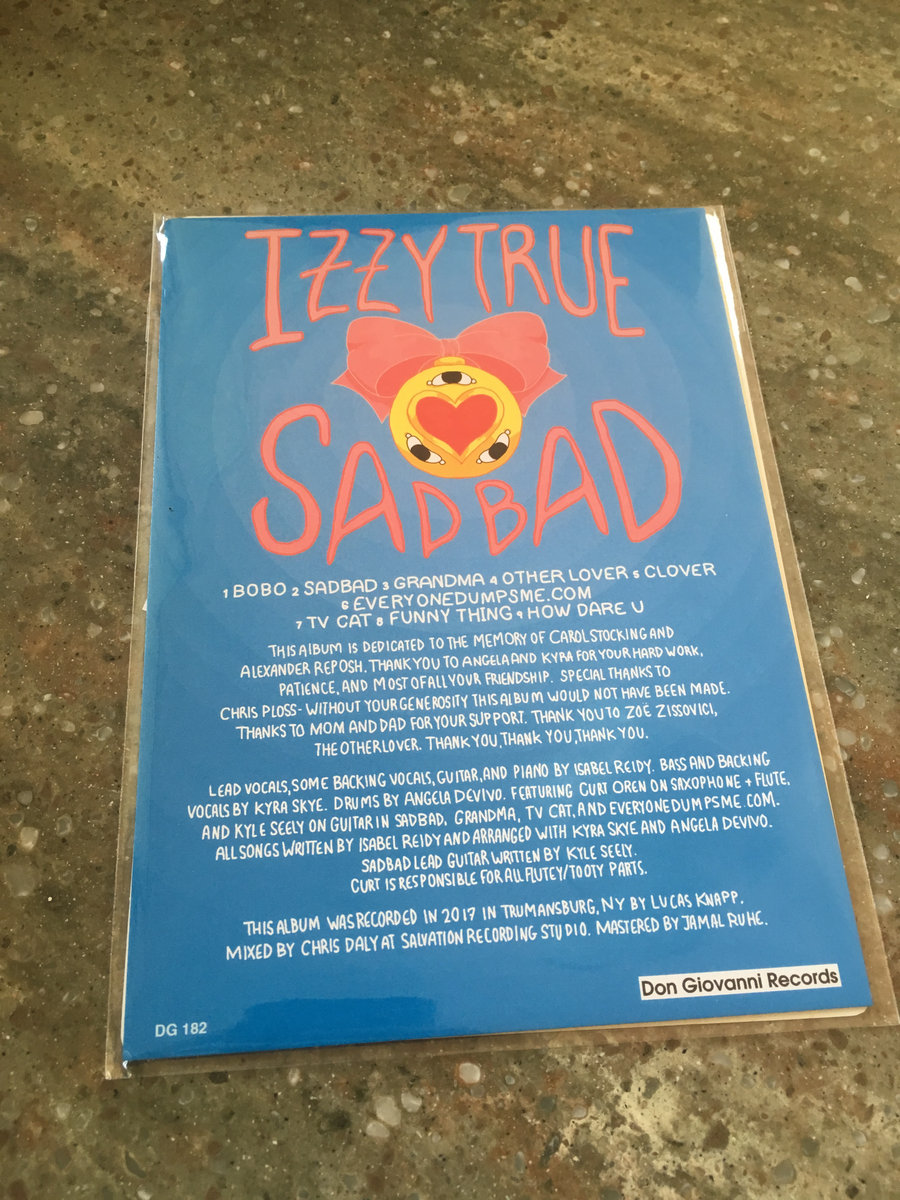 IZZY TRUE
SADBAD
1 BOBO 2 SADBAD 3 GRANDMA 4 OTHER LOVER 5 CLOVER
6 EVERYONEDUMPSME.COM
7 TV CAT 8 FUNNY THING 9 HOW DARE U
THIS ALBUM IS DEDICATED TO THE MEMORY OF CAROL STOCKING AND
ALEXANDER REPOSH. THANK YOU TO ANGELA AND KYRA FOR YOUR HARD WORK,
PATIENCE, AND MOST OF ALL YOUR FRIENDSHIP. SPECIAL THANKS TO
CHRIS PLOSS- WITHOUT YOUR GENEROSITY THIS ALBUM WOULD NOT HAVE BEEN MADE.
THANKS TO MOM AND DAD FOR YOUR SUPPORT. THANK YOU TO ZOË ZISSOVICI,
THE OTHER LOVER. THANK YOU, THANK YOU, THANK YOU.
LEAD VOCALS, SOME BACKING VOCALS, GUITAR, AND PIANO BY ISABEL REIDY. BASS AND BACKING
VOCALS BY KYRA SKYE. DRUMS BY ANGELA DEVIVO. FEATURING CURT OREN ON SAXOPHONE + FLUTE,
AND KYLE SEELY ON GUITAR IN SADBAD, GRANDMA, TV CAT, AND EVERYONEDUMPSME.COM.
ALL SONGS WRITTEN BY ISABEL REIDY AND ARRANGED WITH KYRA SKYE AND ANGELA DEVIVO.
SADBAD LEAD GUITAR WRITTEN BY KYLE SEELY.
CURT IS RESPONSIBLE FOR ALL FLUTEY/TOOTY PARTS.
THIS ALBUM WAS RECORDED IN 2017 IN TRUMANSBURG, NY BY LUCAS KNAPP.
MIXED BY CHRIS DALY AT SALVATION RECORDING STUDIO. MASTERED BY JAMAL RUHE.
Don Giovanni Records
DG 182